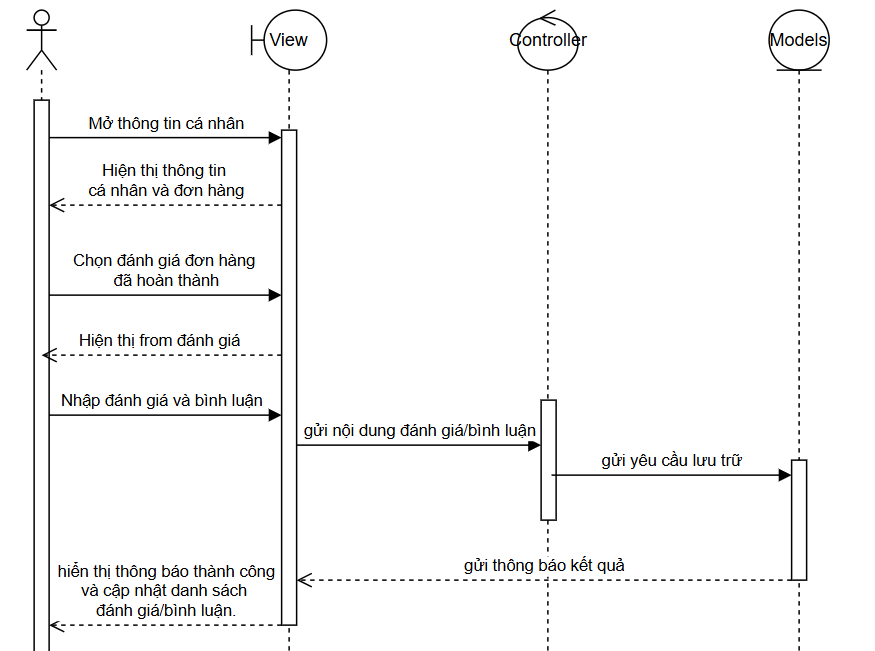 View
Controller
Models
Mở thông tin cá nhân
Hiện thị thông tin
cá nhân và đơn hàng
Chọn đánh giá đơn hàng
đã hoàn thành
Hiện thị from đánh giá
Nhập đánh giá và bình luận
gửi nội dung đánh giá/bình luận
gửi yêu cầu lưu trữ
gửi thông báo kết quả
hiển thị thông báo thành công
và cập nhật danh sách
đánh giá/bình luận.